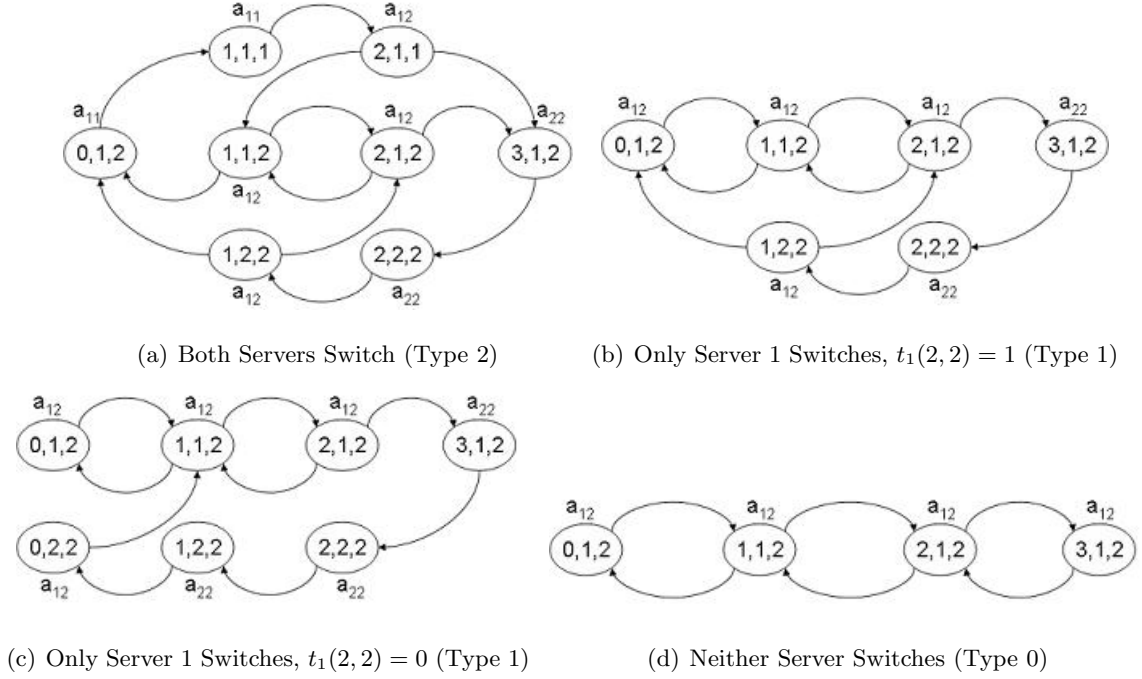 a₁₁ a₁₂
1,1,1 2,1,1
a₁₁ a₁₂ a₂₂
0,1,2 1,1,2 2,1,2 3,1,2
a₁₂
1,2,2 2,2,2
a₁₂ a₂₂
(a) Both Servers Switch (Type 2)
a₁₂ a₁₂ a₁₂ a₂₂
0,1,2 1,1,2 2,1,2 3,1,2
1,2,2 2,2,2
a₁₂ a₂₂
(b) Only Server 1 Switches, t₁(2, 2) = 1 (Type 1)
a₁₂ a₁₂ a₁₂ a₂₂
0,1,2 1,1,2 2,1,2 3,1,2
0,2,2 1,2,2 2,2,2
a₁₂ a₂₂ a₂₂
(c) Only Server 1 Switches, t₁(2, 2) = 0 (Type 1)
a₁₂ a₁₂ a₁₂ a₁₂
0,1,2 1,1,2 2,1,2 3,1,2
(d) Neither Server Switches (Type 0)